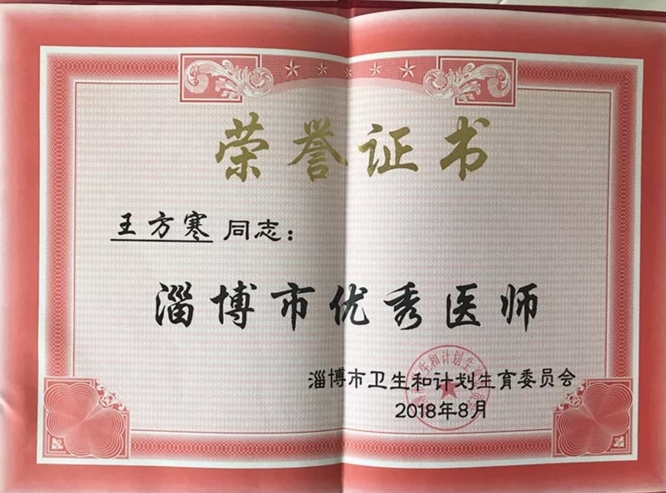 荣誉证书
王方寒 同志：
淄博市优秀医师
淄博市卫生和计划生育委员会
2018年8月